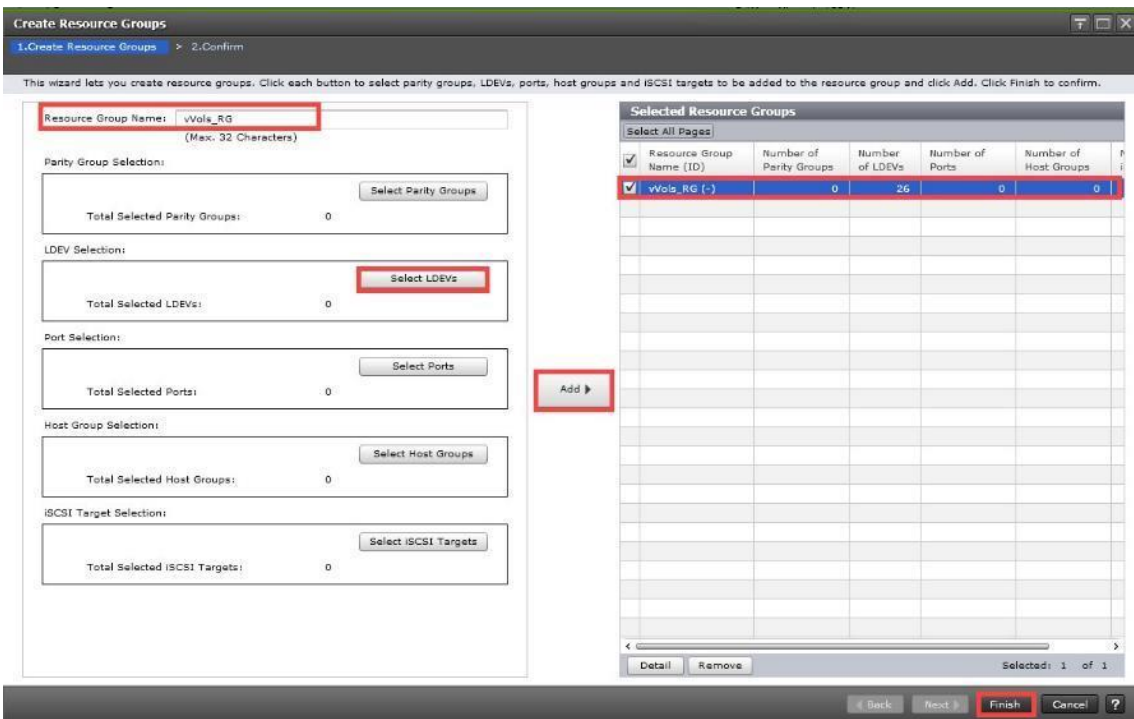 Create Resource Groups
1.Create Resource Groups > 2.Confirm
This wizard lets you create resource groups. Click each button to select parity groups, LDEVs, ports, host groups and iSCSI targets to be added to the resource group and click Add. Click Finish to confirm.
Resource Group Name: vVols_RG
(Max. 32 Characters)
Parity Group Selection:
Select Parity Groups
Total Selected Parity Groups: 0
LDEV Selection:
Select LDEVs
Total Selected LDEVs: 0
Port Selection:
Select Ports
Total Selected Ports: 0
Host Group Selection:
Select Host Groups
Total Selected Host Groups: 0
iSCSI Target Selection:
Select iSCSI Targets
Total Selected iSCSI Targets: 0
Add
Selected Resource Groups
Select All Pages
Resource Group Number of Number Number of Number of
Name (ID) Parity Groups of LDEVs Ports Host Groups
vVols_RG (-) 0 26 0 0
Detail Remove Selected: 1 of 1
Back Next Finish Cancel ?